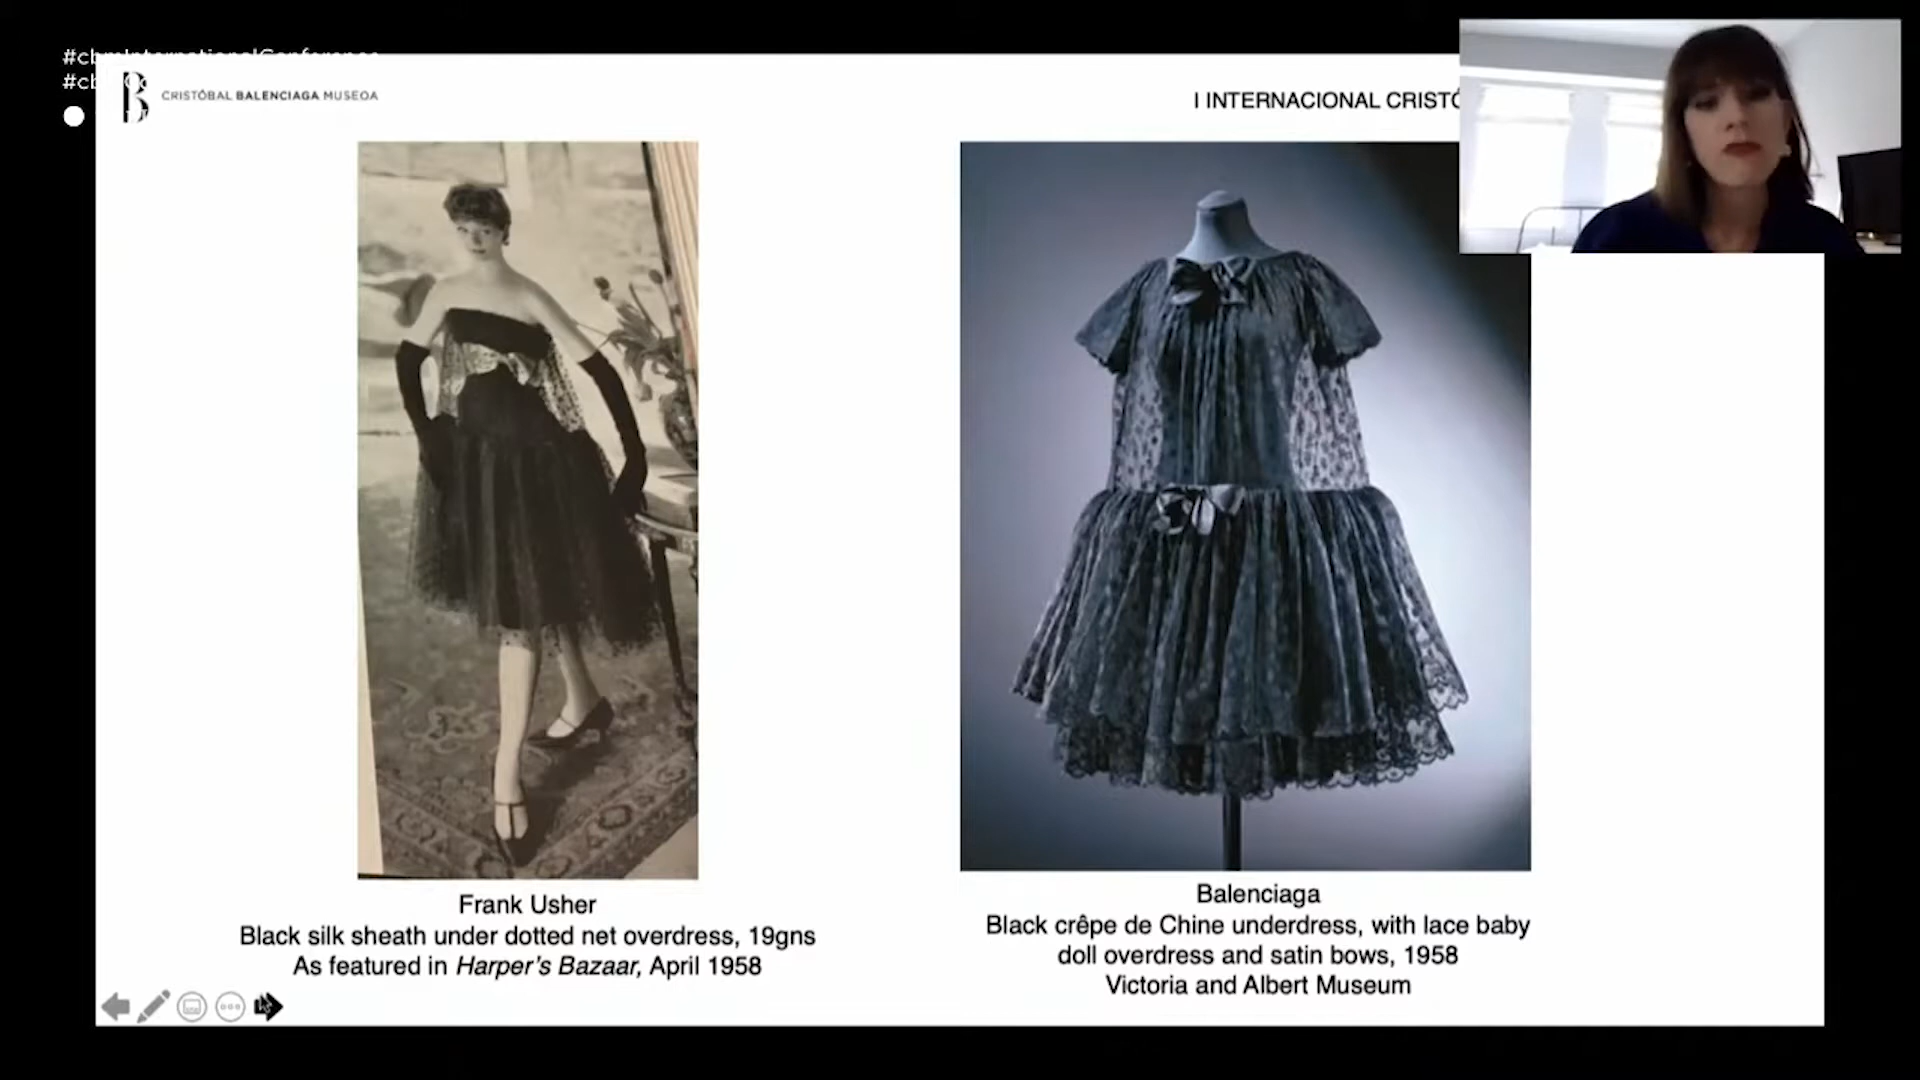 CRISTÓBAL BALENCIAGA MUSEOA
I INTERNACIONAL
Frank Usher
Black silk sheath under dotted net overdress, 19gns
As featured in Harper's Bazaar, April 1958
Balenciaga
Black crêpe de Chine underdress, with lace baby
doll overdress and satin bows, 1958
Victoria and Albert Museum